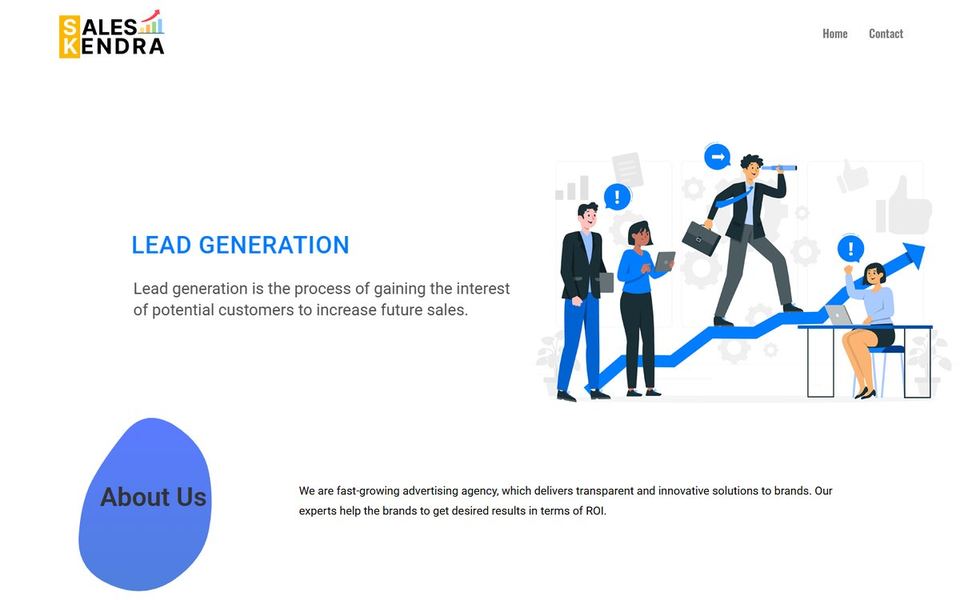 SALES
KENDRA
Home
Contact
LEAD GENERATION
Lead generation is the process of gaining the interest
of potential customers to increase future sales.
About Us
We are fast-growing advertising agency, which delivers transparent and innovative solutions to brands. Our
experts help the brands to get desired results in terms of ROI.